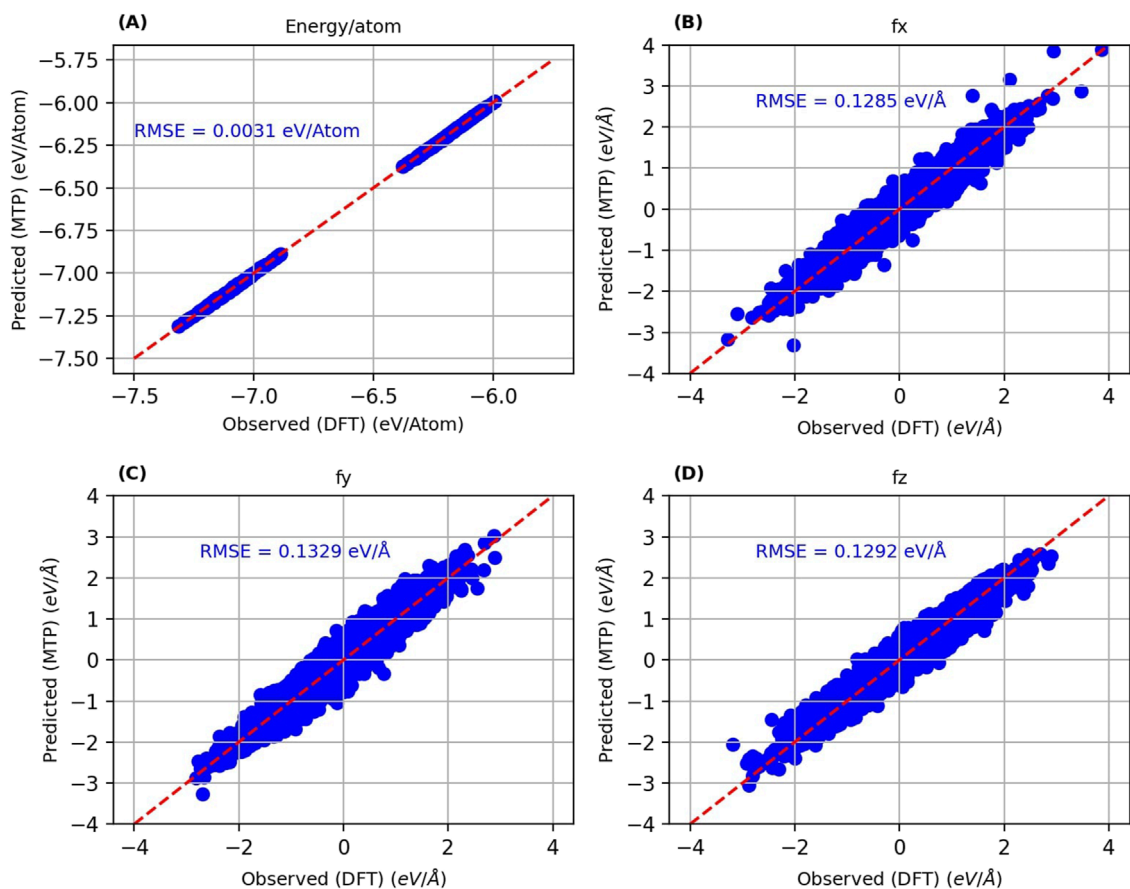 (A)
Energy/atom
−5.75
−6.00
−6.25
−6.50
−6.75
−7.00
−7.25
−7.50
Predicted (MTP) (eV/Atom)
RMSE = 0.0031 eV/Atom
−7.5 −7.0 −6.5 −6.0
Observed (DFT) (eV/Atom)
(B)
fx
4
3
2
1
0
−1
−2
−3
−4
Predicted (MTP) (eV/Å)
RMSE = 0.1285 eV/Å
−4 −2 0 2 4
Observed (DFT) (eV/Å)
(C)
fy
4
3
2
1
0
−1
−2
−3
−4
Predicted (MTP) (eV/Å)
RMSE = 0.1329 eV/Å
−4 −2 0 2 4
Observed (DFT) (eV/Å)
(D)
fz
4
3
2
1
0
−1
−2
−3
−4
Predicted (MTP) (eV/Å)
RMSE = 0.1292 eV/Å
−4 −2 0 2 4
Observed (DFT) (eV/Å)